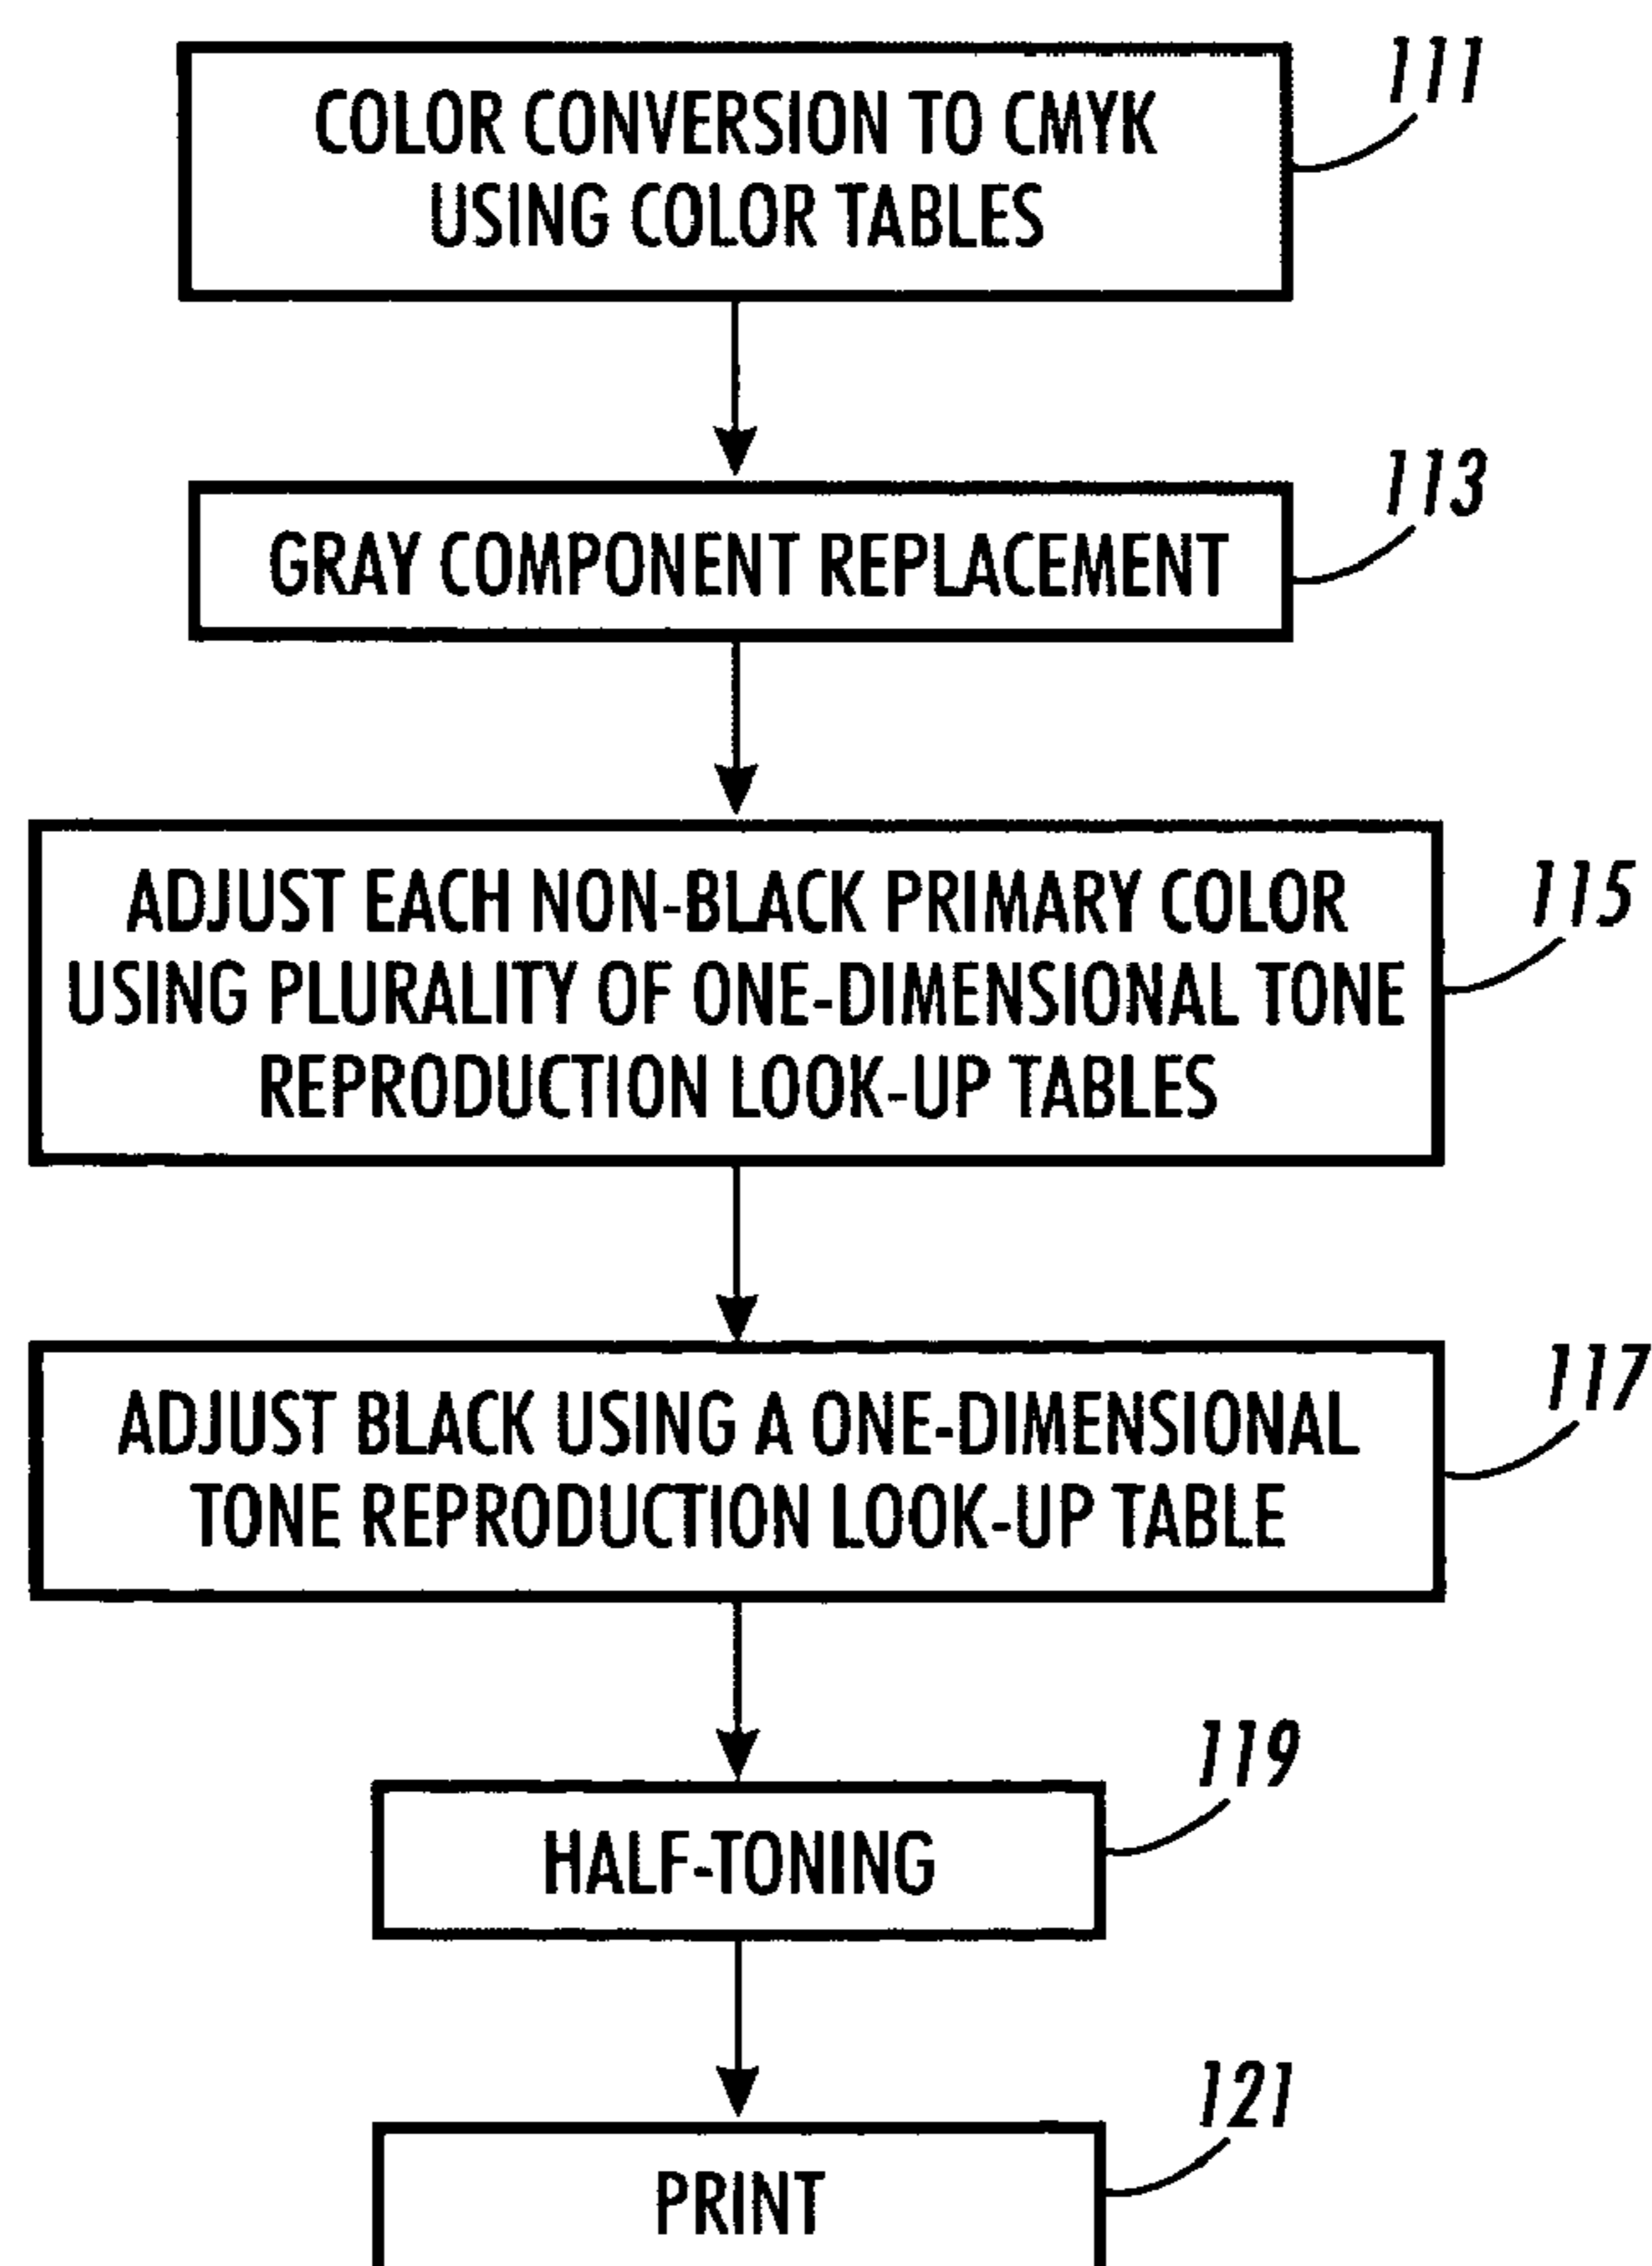 111
COLOR CONVERSION TO CMYK
USING COLOR TABLES
113
GRAY COMPONENT REPLACEMENT
115
ADJUST EACH NON-BLACK PRIMARY COLOR
USING PLURALITY OF ONE-DIMENSIONAL TONE
REPRODUCTION LOOK-UP TABLES
117
ADJUST BLACK USING A ONE-DIMENSIONAL
TONE REPRODUCTION LOOK-UP TABLE
119
HALF-TONING
121
PRINT